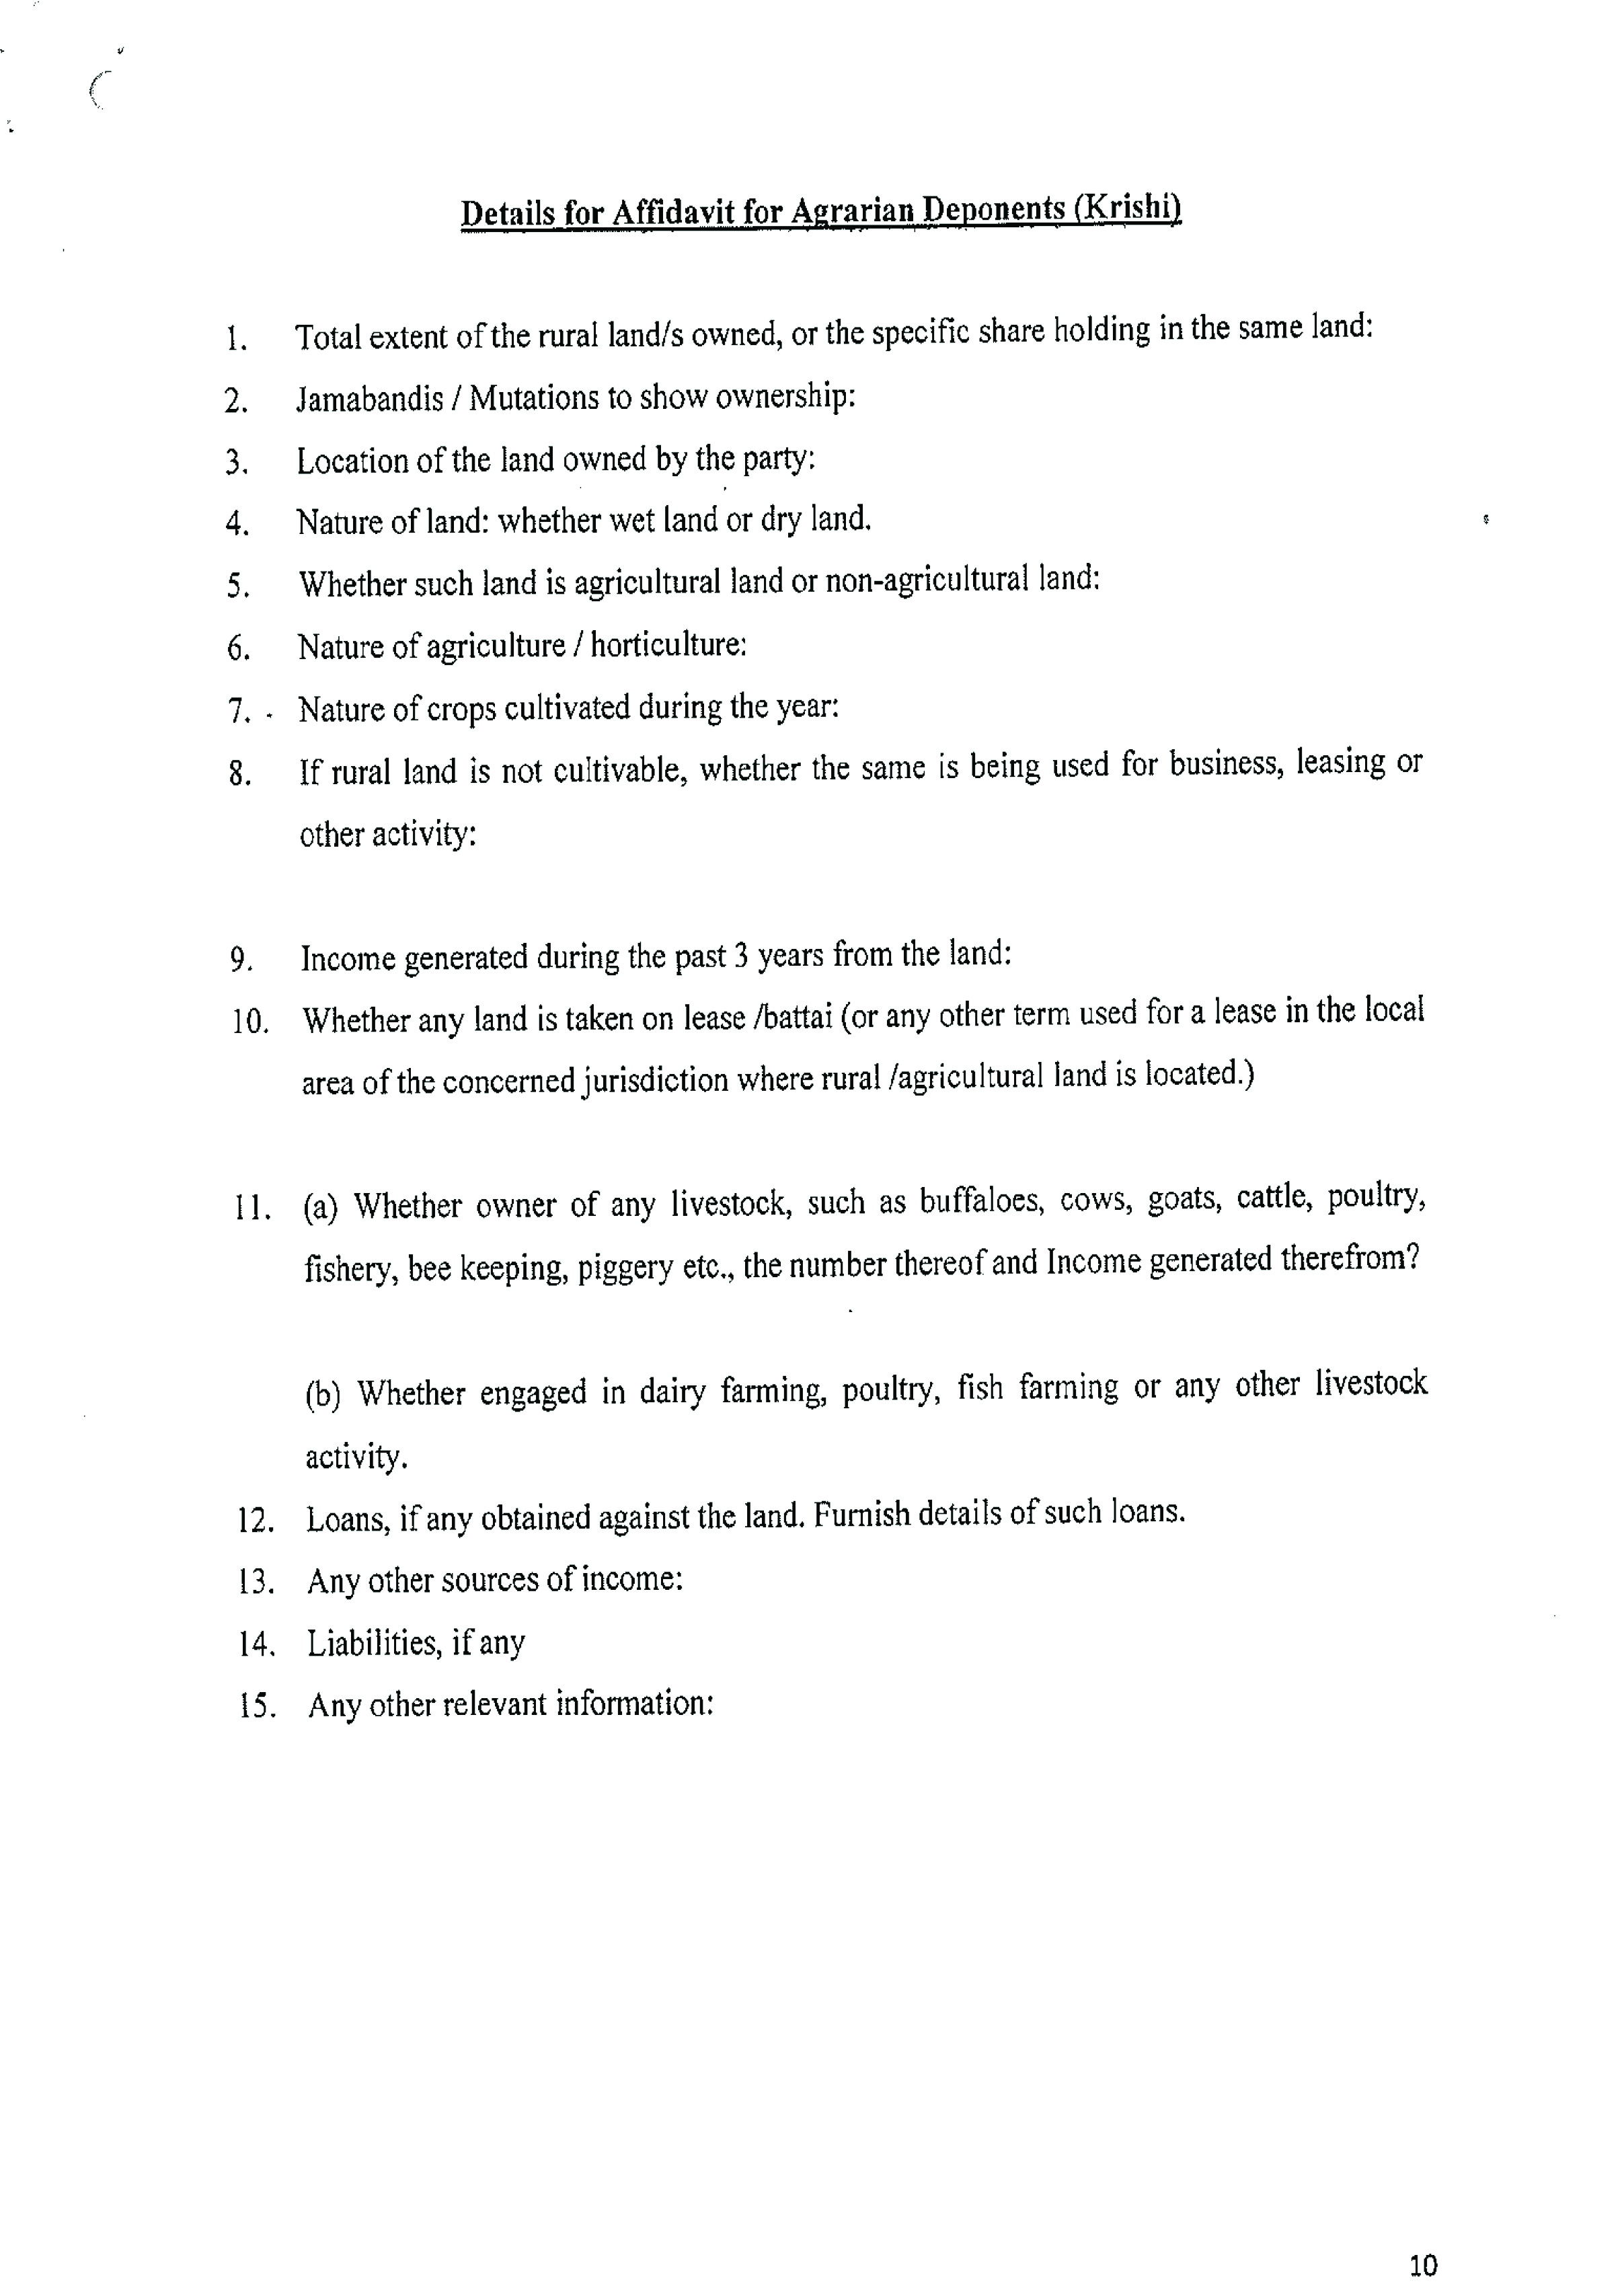 Details for Affidavit for Agrarian Deponents (Krishi)
1. Total extent of the rural land/s owned, or the specific share holding in the same land:
2. Jamabandis / Mutations to show ownership:
3. Location of the land owned by the party:
4. Nature of land: whether wet land or dry land.
5. Whether such land is agricultural land or non-agricultural land:
6. Nature of agriculture / horticulture:
7. Nature of crops cultivated during the year:
8. If rural land is not cultivable, whether the same is being used for business, leasing or
other activity:
9. Income generated during the past 3 years from the land:
10. Whether any land is taken on lease /battai (or any other term used for a lease in the local
area of the concerned jurisdiction where rural /agricultural land is located.)
11. (a) Whether owner of any livestock, such as buffaloes, cows, goats, cattle, poultry,
fishery, bee keeping, piggery etc., the number thereof and Income generated therefrom?
(b) Whether engaged in dairy farming, poultry, fish farming or any other livestock
activity.
12. Loans, if any obtained against the land. Furnish details of such loans.
13. Any other sources of income:
14. Liabilities, if any
15. Any other relevant information:
10